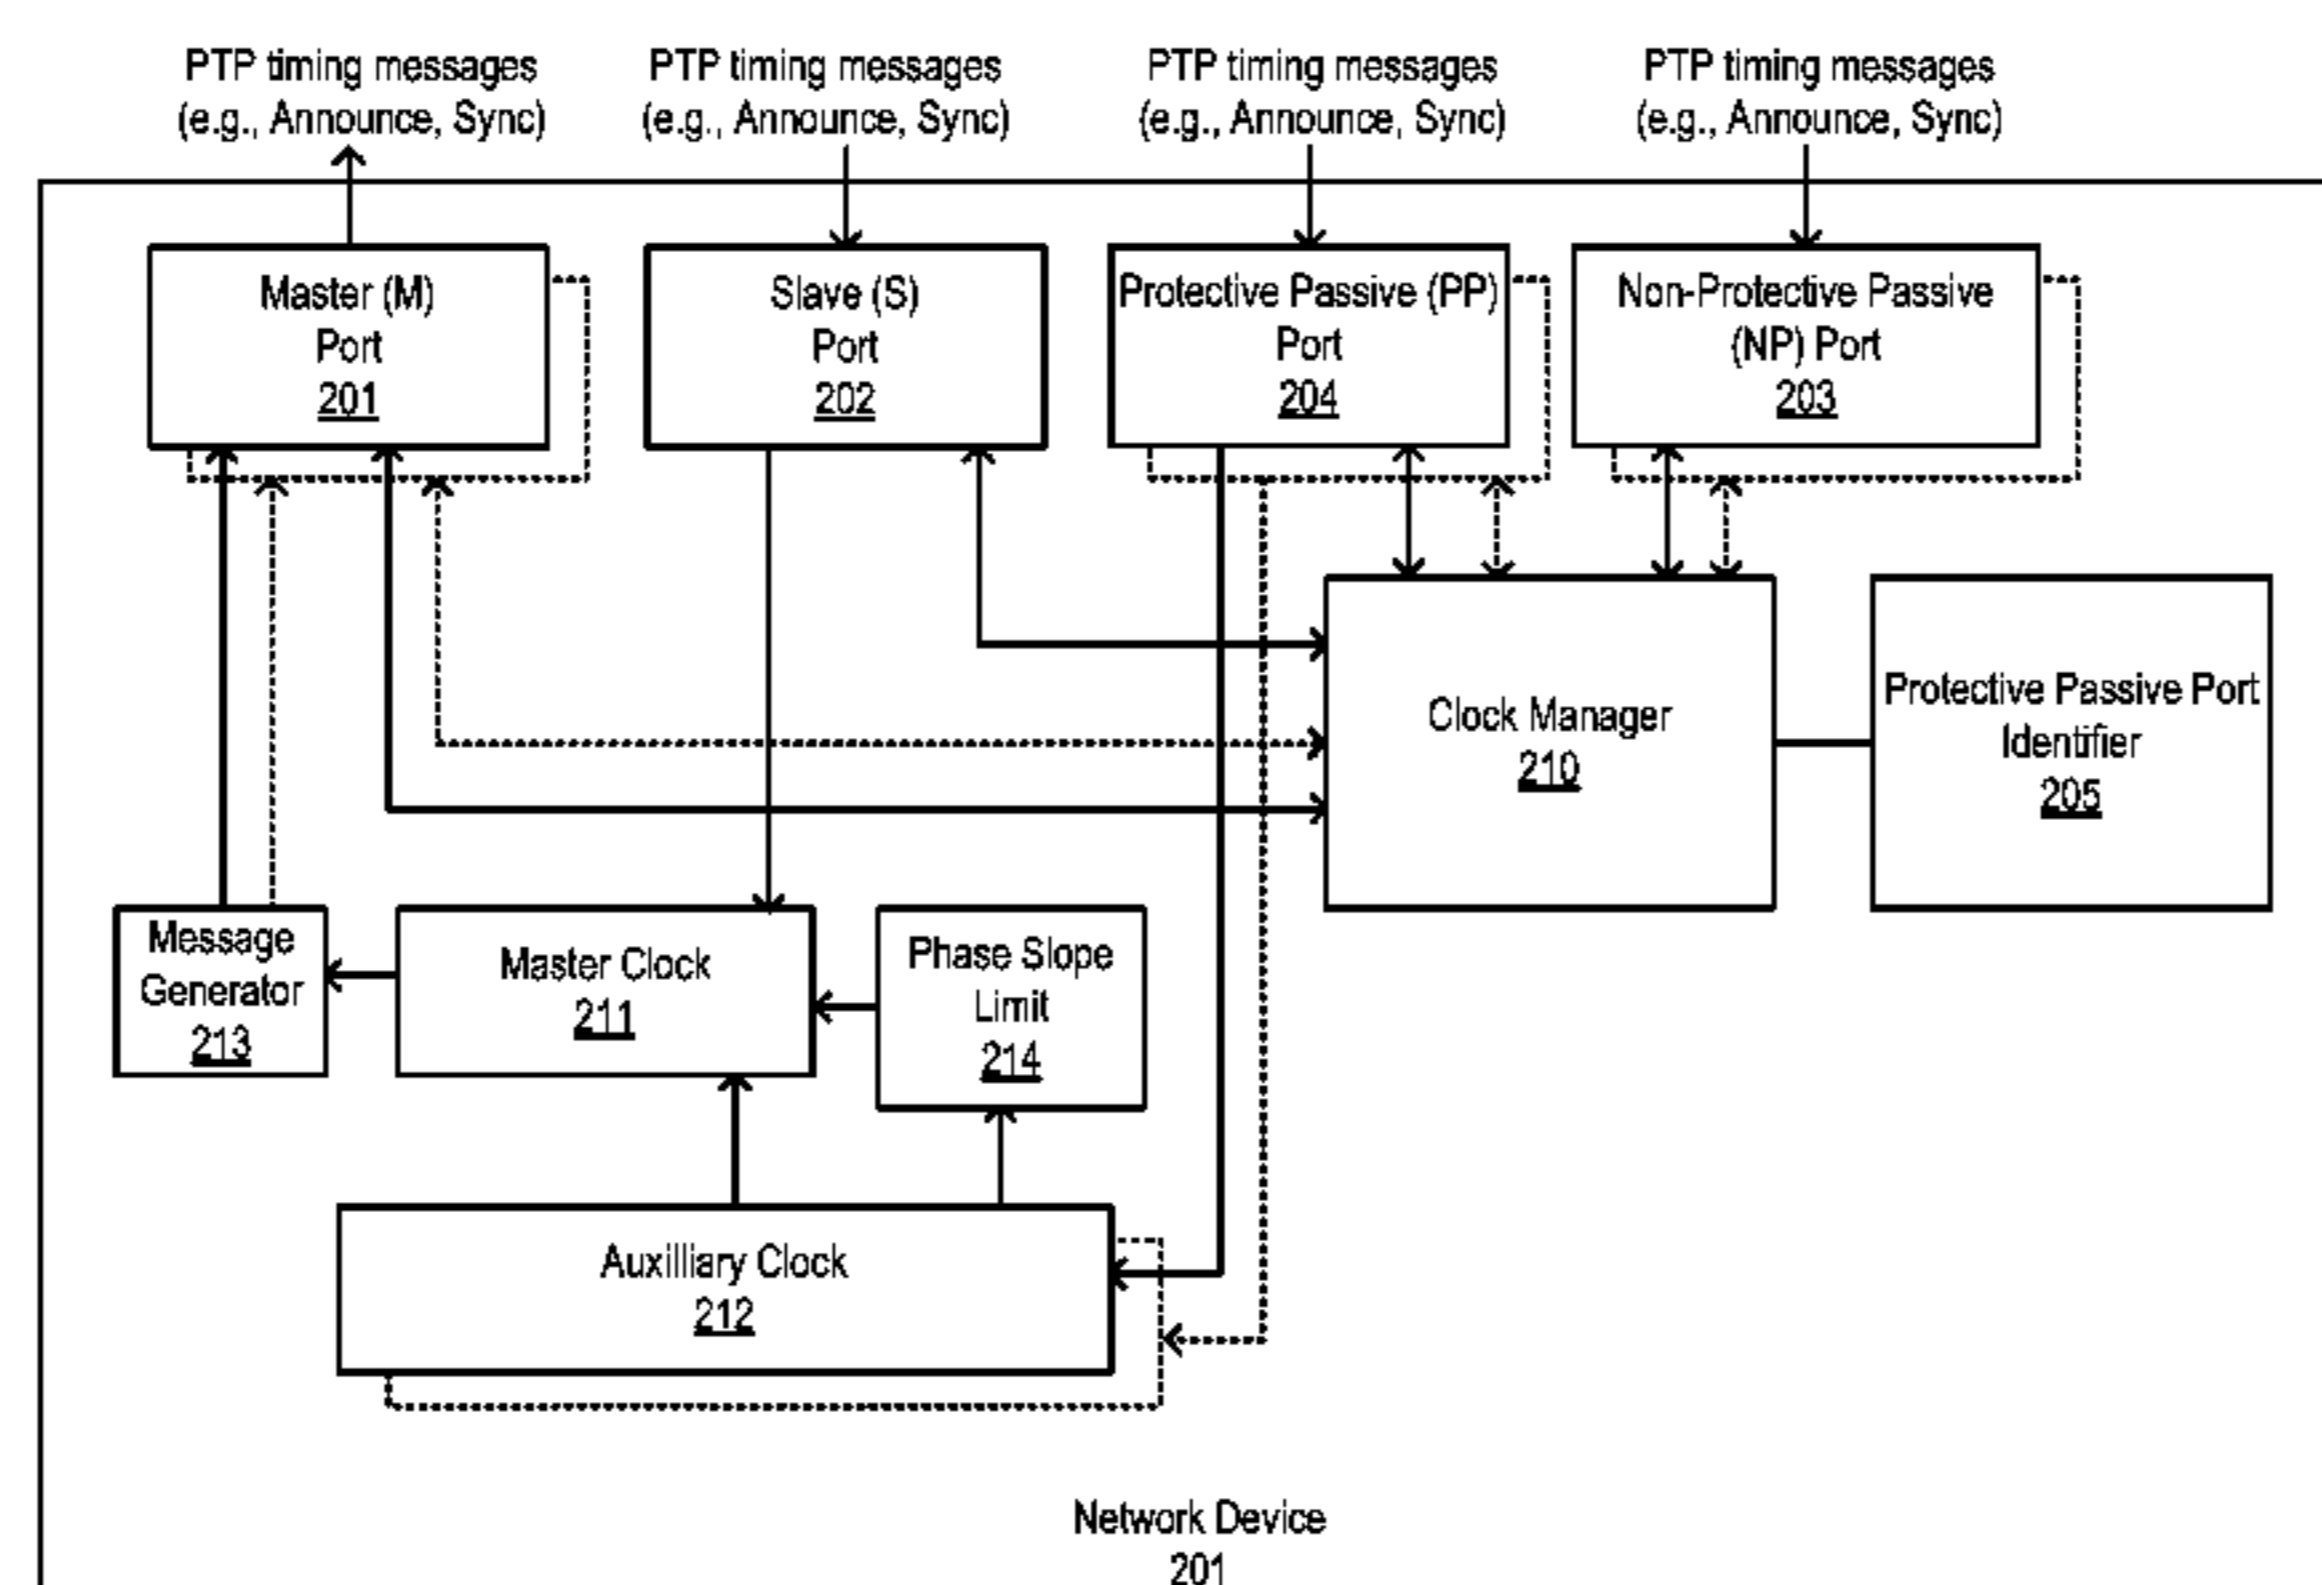 PTP timing messages
(e.g., Announce, Sync)
PTP timing messages
(e.g., Announce, Sync)
PTP timing messages
(e.g., Announce, Sync)
PTP timing messages
(e.g., Announce, Sync)
Master (M)
Port
201
Slave (S)
Port
202
Protective Passive (PP)
Port
204
Non-Protective Passive
(NP) Port
203
Clock Manager
210
Protective Passive Port
Identifier
205
Message
Generator
213
Master Clock
211
Phase Slope
Limit
214
Auxilliary Clock
212
Network Device
201